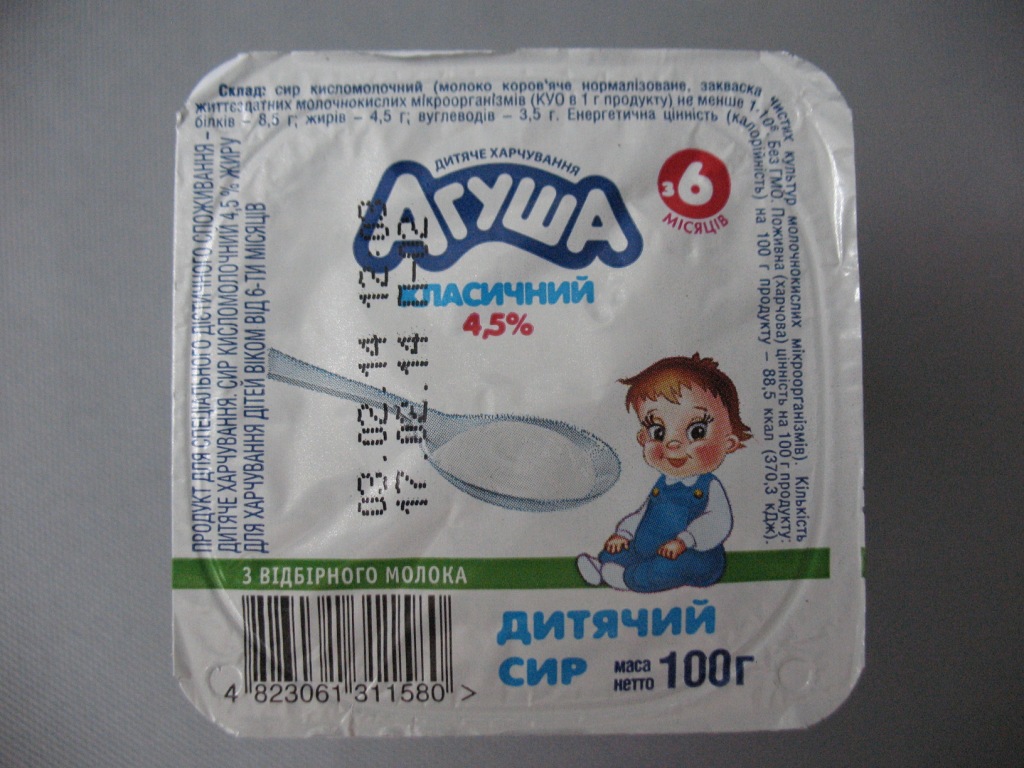 Склад: сир кисломолочний (молоко коров'яче нормалізоване, закваска чистих культур молочнокислих мікроорганізмів). Кількість
життєздатних молочнокислих мікроорганізмів (КУО в 1 г продукту) не менше 1·10⁶. Без ГМО. Поживна (харчова) цінність на 100 г продукту:
білків – 8,5 г; жирів – 4,5 г; вуглеводів – 3,5 г. Енергетична цінність (калорійність) на 100 г продукту – 88,5 ккал (370,3 кДж).
ПРОДУКТ ДЛЯ СПЕЦІАЛЬНОГО ДІЄТИЧНОГО СПОЖИВАННЯ –
ДИТЯЧЕ ХАРЧУВАННЯ. СИР КИСЛОМОЛОЧНИЙ 4,5 % ЖИРУ
ДЛЯ ХАРЧУВАННЯ ДІТЕЙ ВІКОМ ВІД 6-ТИ МІСЯЦІВ
ДИТЯЧЕ ХАРЧУВАННЯ
АГУША
з 6
МІСЯЦІВ
КЛАСИЧНИЙ
4,5%
03.02.14 12:08
17.02.14 П-02
З ВІДБІРНОГО МОЛОКА
ДИТЯЧИЙ
СИР
маса
нетто
100г
4 823061 311580 >